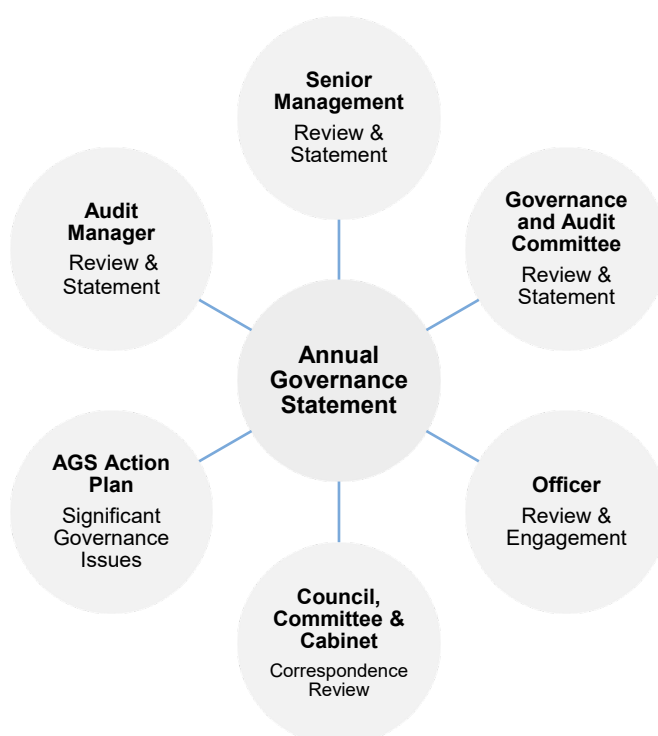 Senior
Management
Review &
Statement
Governance
and Audit
Committee
Review &
Statement
Audit
Manager
Review &
Statement
Annual
Governance
Statement
AGS Action
Plan
Significant
Governance
Issues
Officer
Review &
Engagement
Council,
Committee &
Cabinet
Correspondence
Review